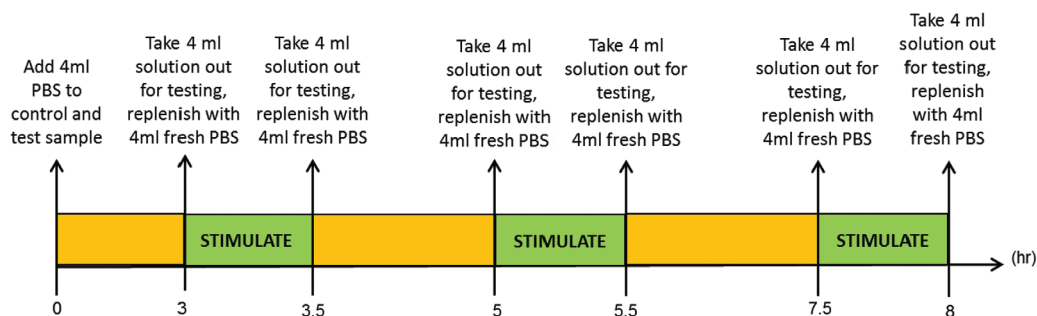 Add 4ml
PBS to
control and
test sample
Take 4 ml
solution out
for testing,
replenish with
4ml fresh PBS
Take 4 ml
solution out
for testing,
replenish with
4ml fresh PBS
Take 4 ml
solution out
for testing,
replenish with
4ml fresh PBS
Take 4 ml
solution out for
testing,
replenish with
4ml fresh PBS
Take 4 ml
solution out for
testing,
replenish with
4ml fresh PBS
Take 4 ml
solution out
for testing,
replenish
with 4ml
fresh PBS
STIMULATE
STIMULATE
STIMULATE
(hr)
0
3
3.5
5
5.5
7.5
8